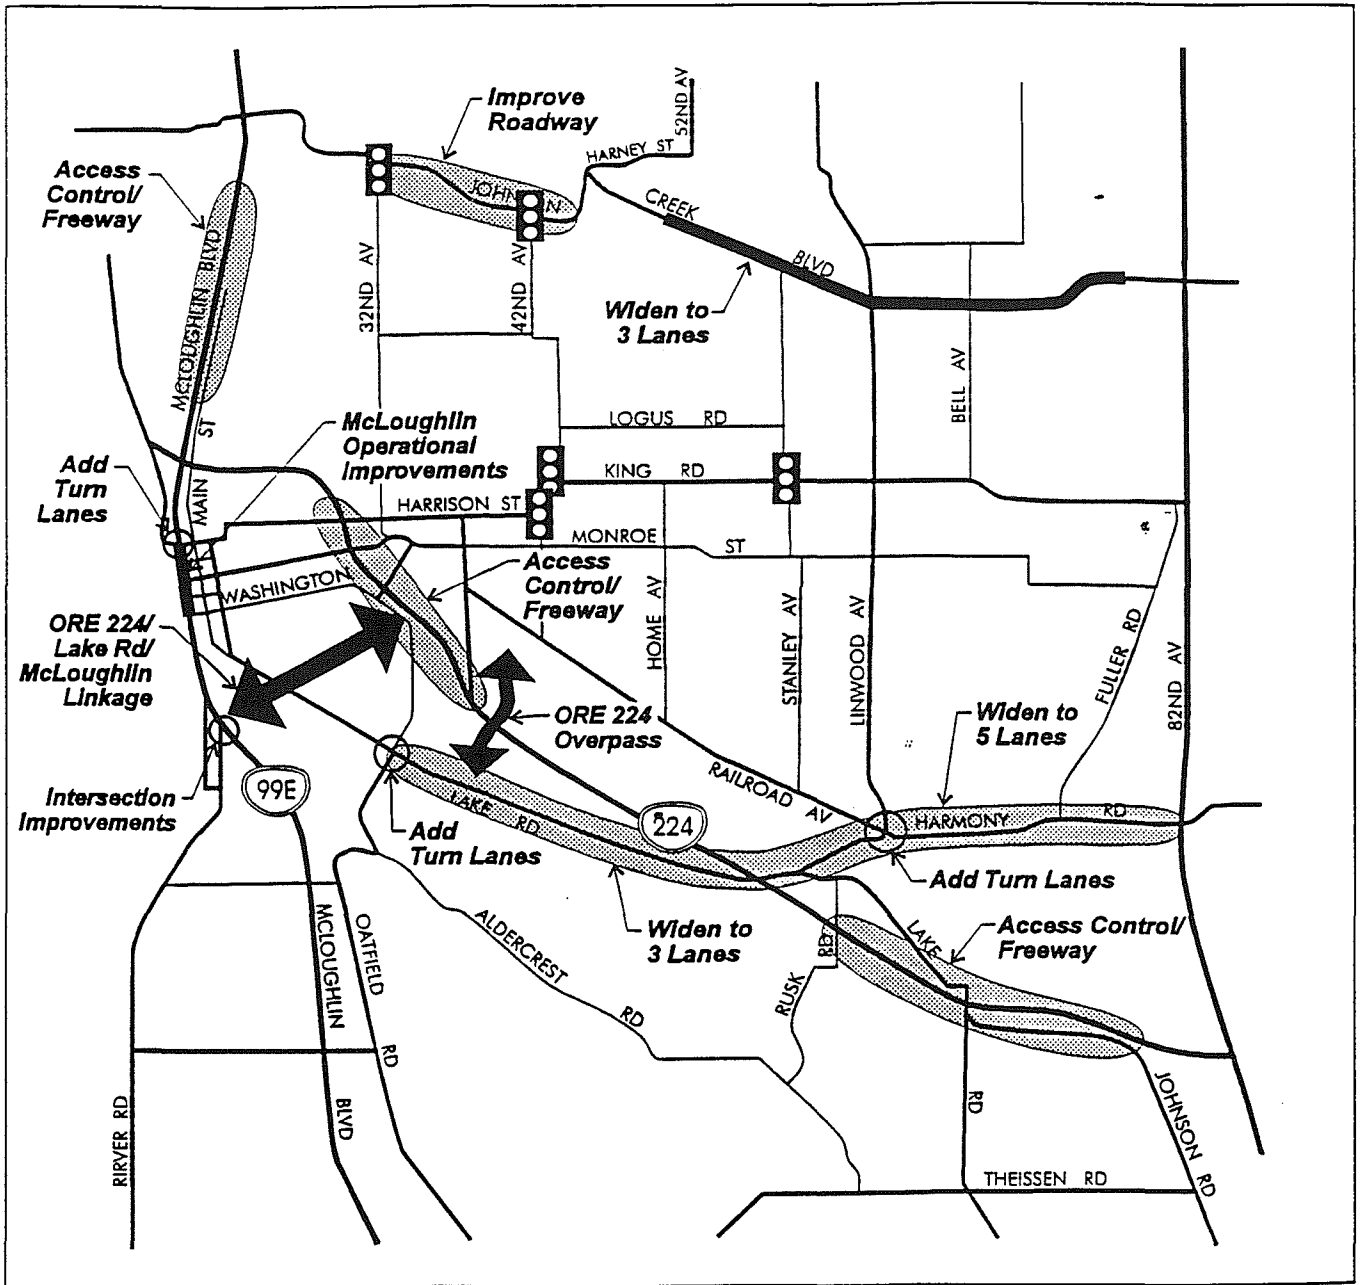 Improve
Roadway
52ND AV
HARNEY ST
Access
Control/
Freeway
JOHN N
CREEK
BLVD
MCLOUGHLIN BLVD
32ND AV
42ND AV
Widen to
3 Lanes
BELL AV
McLoughlin
Operational
Improvements
LOGUS RD
ST
MAIN
Add
Turn
Lanes
KING RD
HARRISON ST
MONROE ST
Access
Control/
Freeway
WASHINGTON
ORE 224/
Lake Rd/
McLoughlin
Linkage
HOME AV
STANLEY AV
LINWOOD AV
FULLER RD
82ND AV
ORE 224
Overpass
Widen to
5 Lanes
RAILROAD AV
99E
Intersection
Improvements
LAKE RD
224
HARMONY RD
Add
Turn Lanes
Add Turn Lanes
Widen to
3 Lanes
Access Control/
Freeway
LAKE
RD
MCLOUGHLIN
BLVD
OATFIELD
RD
ALDERCREST
RD
RUSK
RD
JOHNSON RD
RIRVER RD
THEISSEN RD